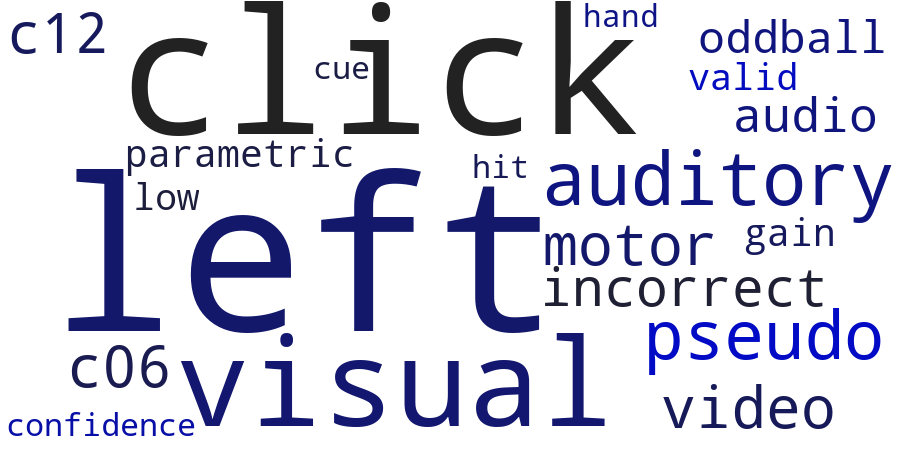 c12
click
hand
oddball
cue
valid
audio
parametric
hit
auditory
low
left
motor
gain
incorrect
pseudo
c06
visual
video
confidence